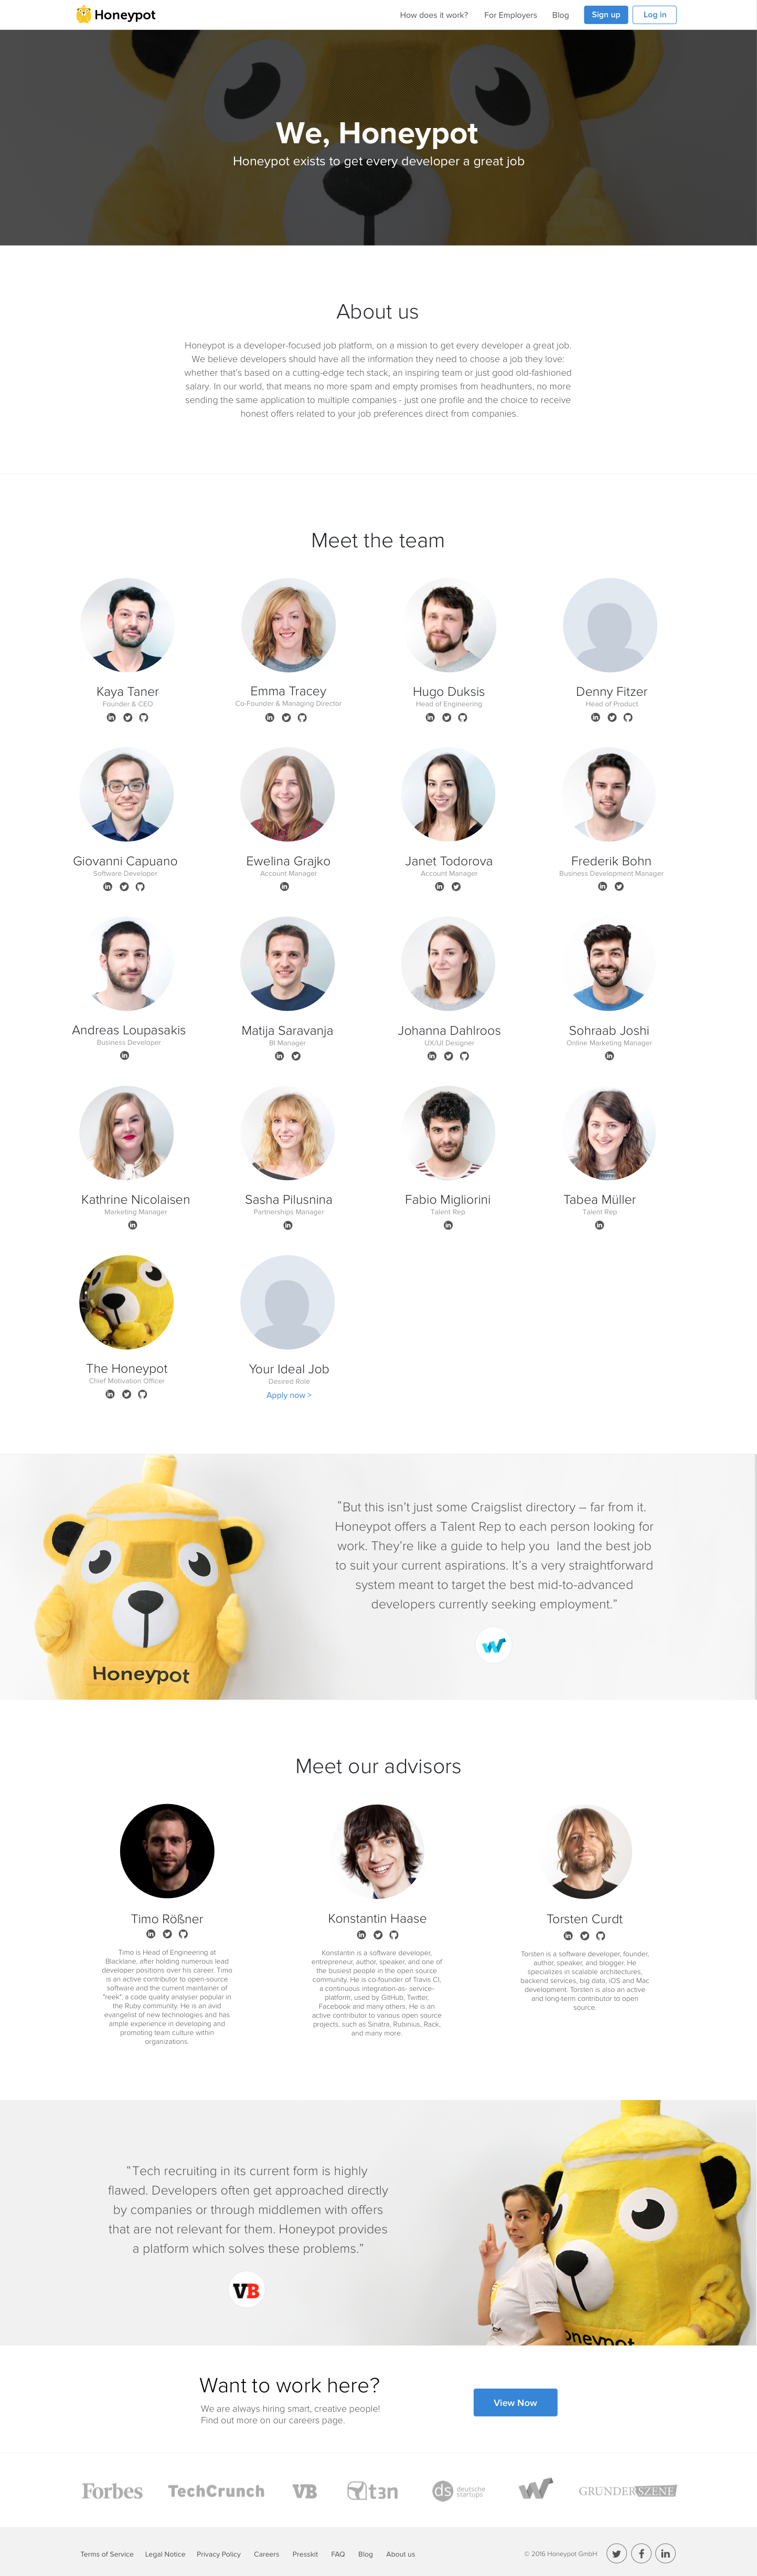 Honeypot
How does it work? For Employers Blog Sign up Log in
We, Honeypot
Honeypot exists to get every developer a great job
About us
Honeypot is a developer-focused job platform, on a mission to get every developer a great job.
We believe developers should have all the information they need to choose a job they love:
whether that's based on a cutting-edge tech stack, an inspiring team or just good old-fashioned
salary. In our world, that means no more spam and empty promises from headhunters, no more
sending the same application to multiple companies - just one profile and the choice to receive
honest offers related to your job preferences direct from companies.
Meet the team
Kaya Taner
Founder & CEO
Emma Tracey
Co-Founder & Managing Director
Hugo Duksis
Head of Engineering
Denny Fitzer
Head of Product
Giovanni Capuano
Software Developer
Ewelina Grajko
Account Manager
Janet Todorova
Account Manager
Frederik Bohn
Business Development Manager
Andreas Loupasakis
Business Developer
Matija Saravanja
BI Manager
Johanna Dahlroos
UX/UI Designer
Sohraab Joshi
Online Marketing Manager
Kathrine Nicolaisen
Marketing Manager
Sasha Pilusnina
Partnerships Manager
Fabio Migliorini
Talent Rep
Tabea Müller
Talent Rep
The Honeypot
Chief Motivation Officer
Your Ideal Job
Desired Role
Apply now >
"But this isn't just some Craigslist directory – far from it.
Honeypot offers a Talent Rep to each person looking for
work. They're like a guide to help you land the best job
to suit your current aspirations. It's a very straightforward
system meant to target the best mid-to-advanced
developers currently seeking employment."
Honeypot
Meet our advisors
Timo Rößner
Timo is Head of Engineering at
Blacklane, after holding numerous lead
developer positions over his career. Timo
is an active contributor to open-source
software and the current maintainer of
"reek", a code quality analyser popular in
the Ruby community. He is an avid
evangelist of new technologies and has
ample experience in developing and
promoting team culture within
organizations.
Konstantin Haase
Konstantin is a software developer,
entrepreneur, author, speaker, and one of
the busiest people in the open source
community. He is co-founder of Travis CI,
a continuous integration-as- service-
platform, used by GitHub, Twitter,
Facebook and many others. He is an
active contributor to various open source
projects, such as Sinatra, Rubinius, Rack,
and many more.
Torsten Curdt
Torsten is a software developer, founder,
author, speaker, and blogger. He
specializes in scalable architectures,
backend services, big data, iOS and Mac
development. Torsten is also an active
and long-term contributor to open
source.
"Tech recruiting in its current form is highly
flawed. Developers often get approached directly
by companies or through middlemen with offers
that are not relevant for them. Honeypot provides
a platform which solves these problems."
VB
oneypot
Want to work here?
We are always hiring smart, creative people!
Find out more on our careers page.
View Now
Forbes TechCrunch VB t3n ds deutsche startups GRÜNDERSZENE
Terms of Service Legal Notice Privacy Policy Careers Presskit FAQ Blog About us © 2016 Honeypot GmbH